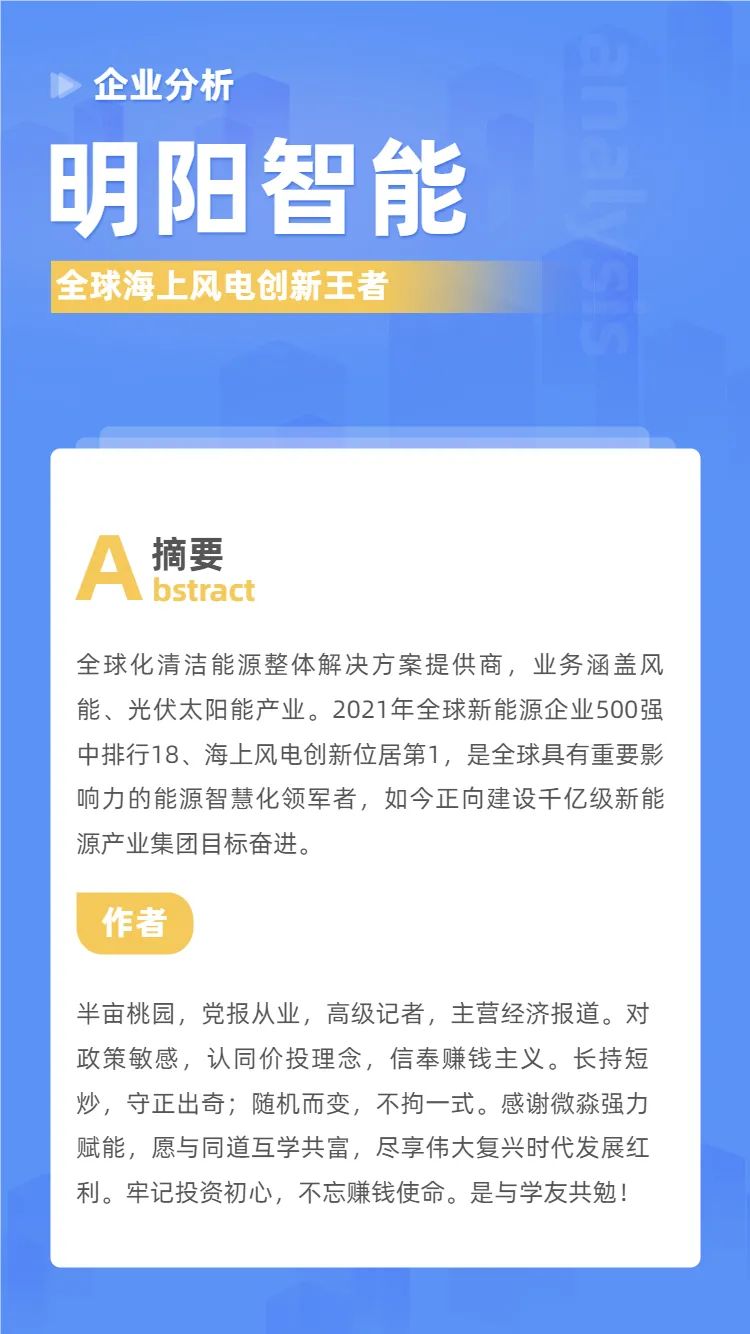 企业分析
明阳智能
全球海上风电创新王者
analysis
A
摘要
bstract
全球化清洁能源整体解决方案提供商，业务涵盖风
能、光伏太阳能产业。2021年全球新能源企业500强
中排行18、海上风电创新位居第1，是全球具有重要影
响力的能源智慧化领军者，如今正向建设千亿级新能
源产业集团目标奋进。
作者
半亩桃园，党报从业，高级记者，主营经济报道。对
政策敏感，认同价投理念，信奉赚钱主义。长持短
炒，守正出奇；随机而变，不拘一式。感谢微淼强力
赋能，愿与同道互学共富，尽享伟大复兴时代发展红
利。牢记投资初心，不忘赚钱使命。是与学友共勉！